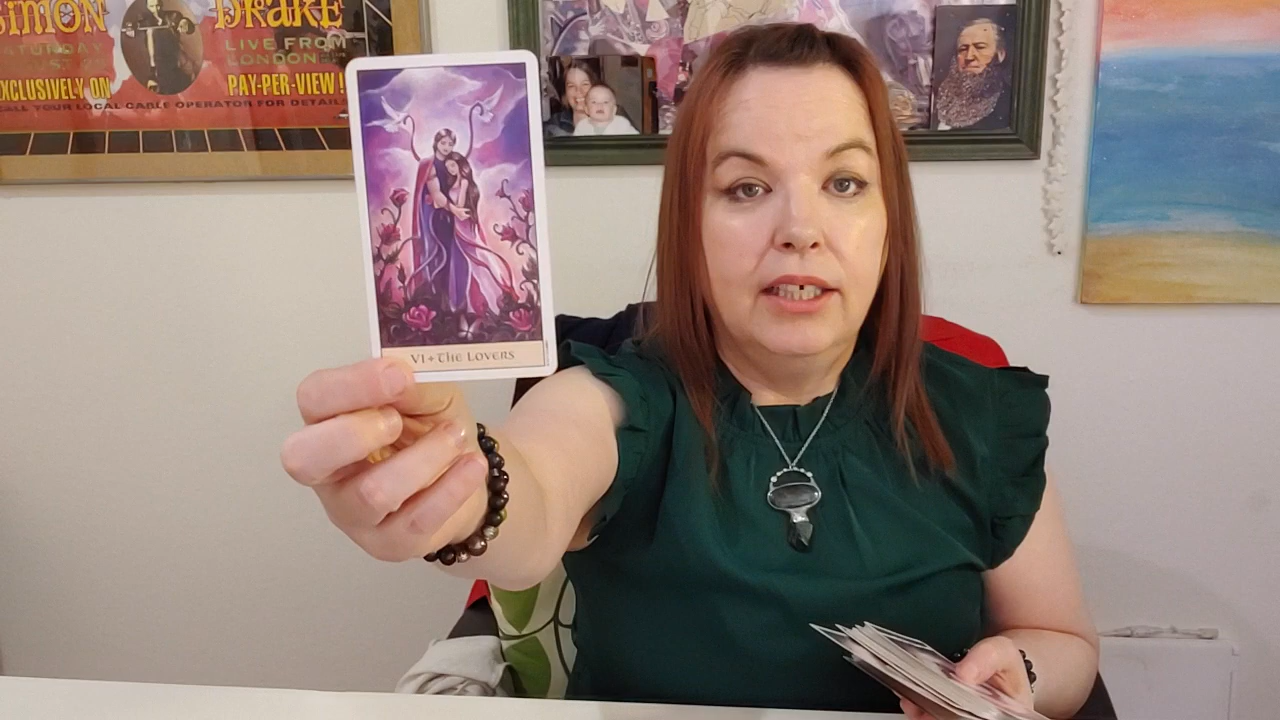 SIMON DRAKE
SATURDAY
LIVE FROM
LONDON
EXCLUSIVELY ON PAY-PER-VIEW!
CALL YOUR LOCAL CABLE OPERATOR FOR DETAILS
VI + The Lovers